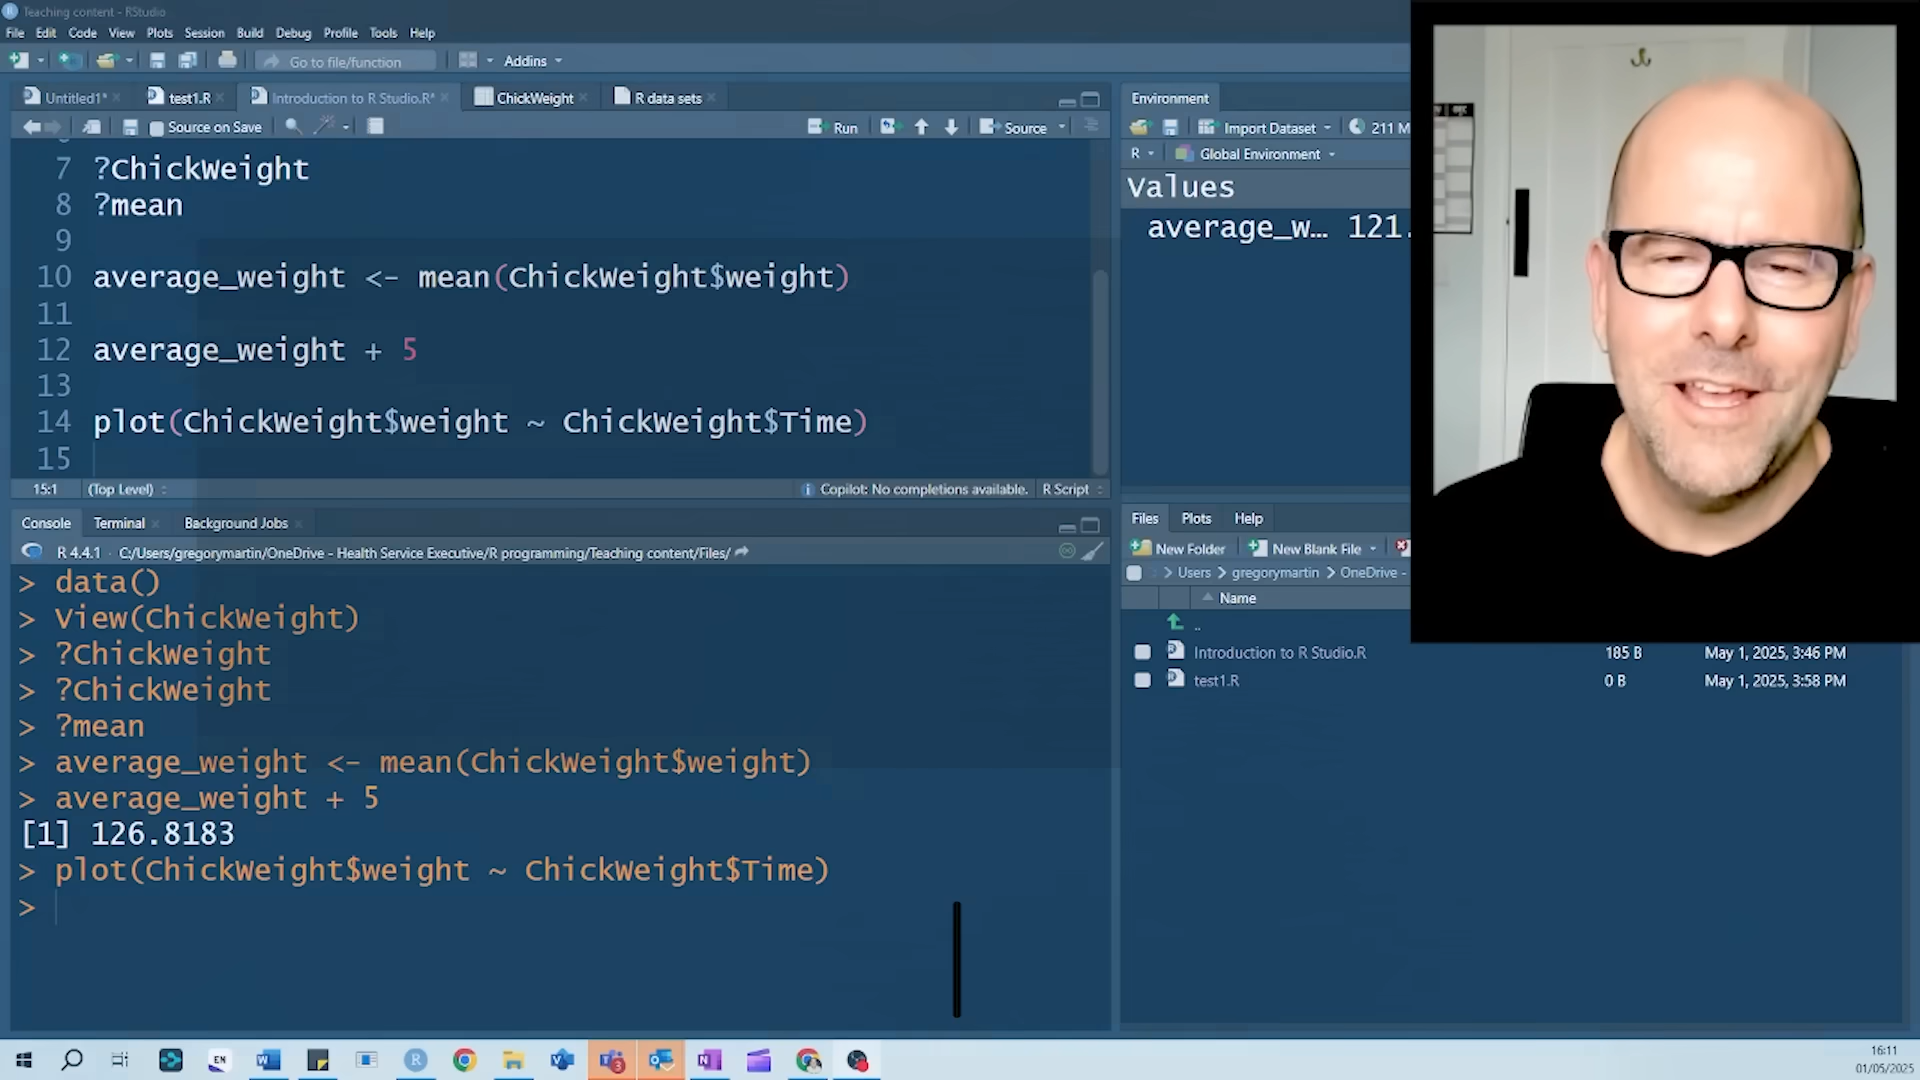 Teaching content - RStudio
File Edit Code View Plots Session Build Debug Profile Tools Help
Go to file/function Addins
Untitled1* test1.R Introduction to R Studio.R* ChickWeight R data sets
Source on Save Run Source
7 ?ChickWeight
8 ?mean
9
10 average_weight <- mean(ChickWeight$weight)
11
12 average_weight + 5
13
14 plot(ChickWeight$weight ~ ChickWeight$Time)
15
15:1 (Top Level) Copilot: No completions available. R Script
Console Terminal Background Jobs
R 4.4.1 · C:/Users/gregorymartin/OneDrive - Health Service Executive/R programming/Teaching content/Files/
> data()
> View(ChickWeight)
> ?ChickWeight
> ?ChickWeight
> ?mean
> average_weight <- mean(ChickWeight$weight)
> average_weight + 5
[1] 126.8183
> plot(ChickWeight$weight ~ ChickWeight$Time)
>
Environment
Import Dataset 211 M
R Global Environment
Values
average_w... 121.
Files Plots Help
New Folder New Blank File
Users > gregorymartin > OneDrive -
Name
..
Introduction to R Studio.R 185 B May 1, 2025, 3:46 PM
test1.R 0 B May 1, 2025, 3:58 PM
EN
3
16:11
01/05/2025